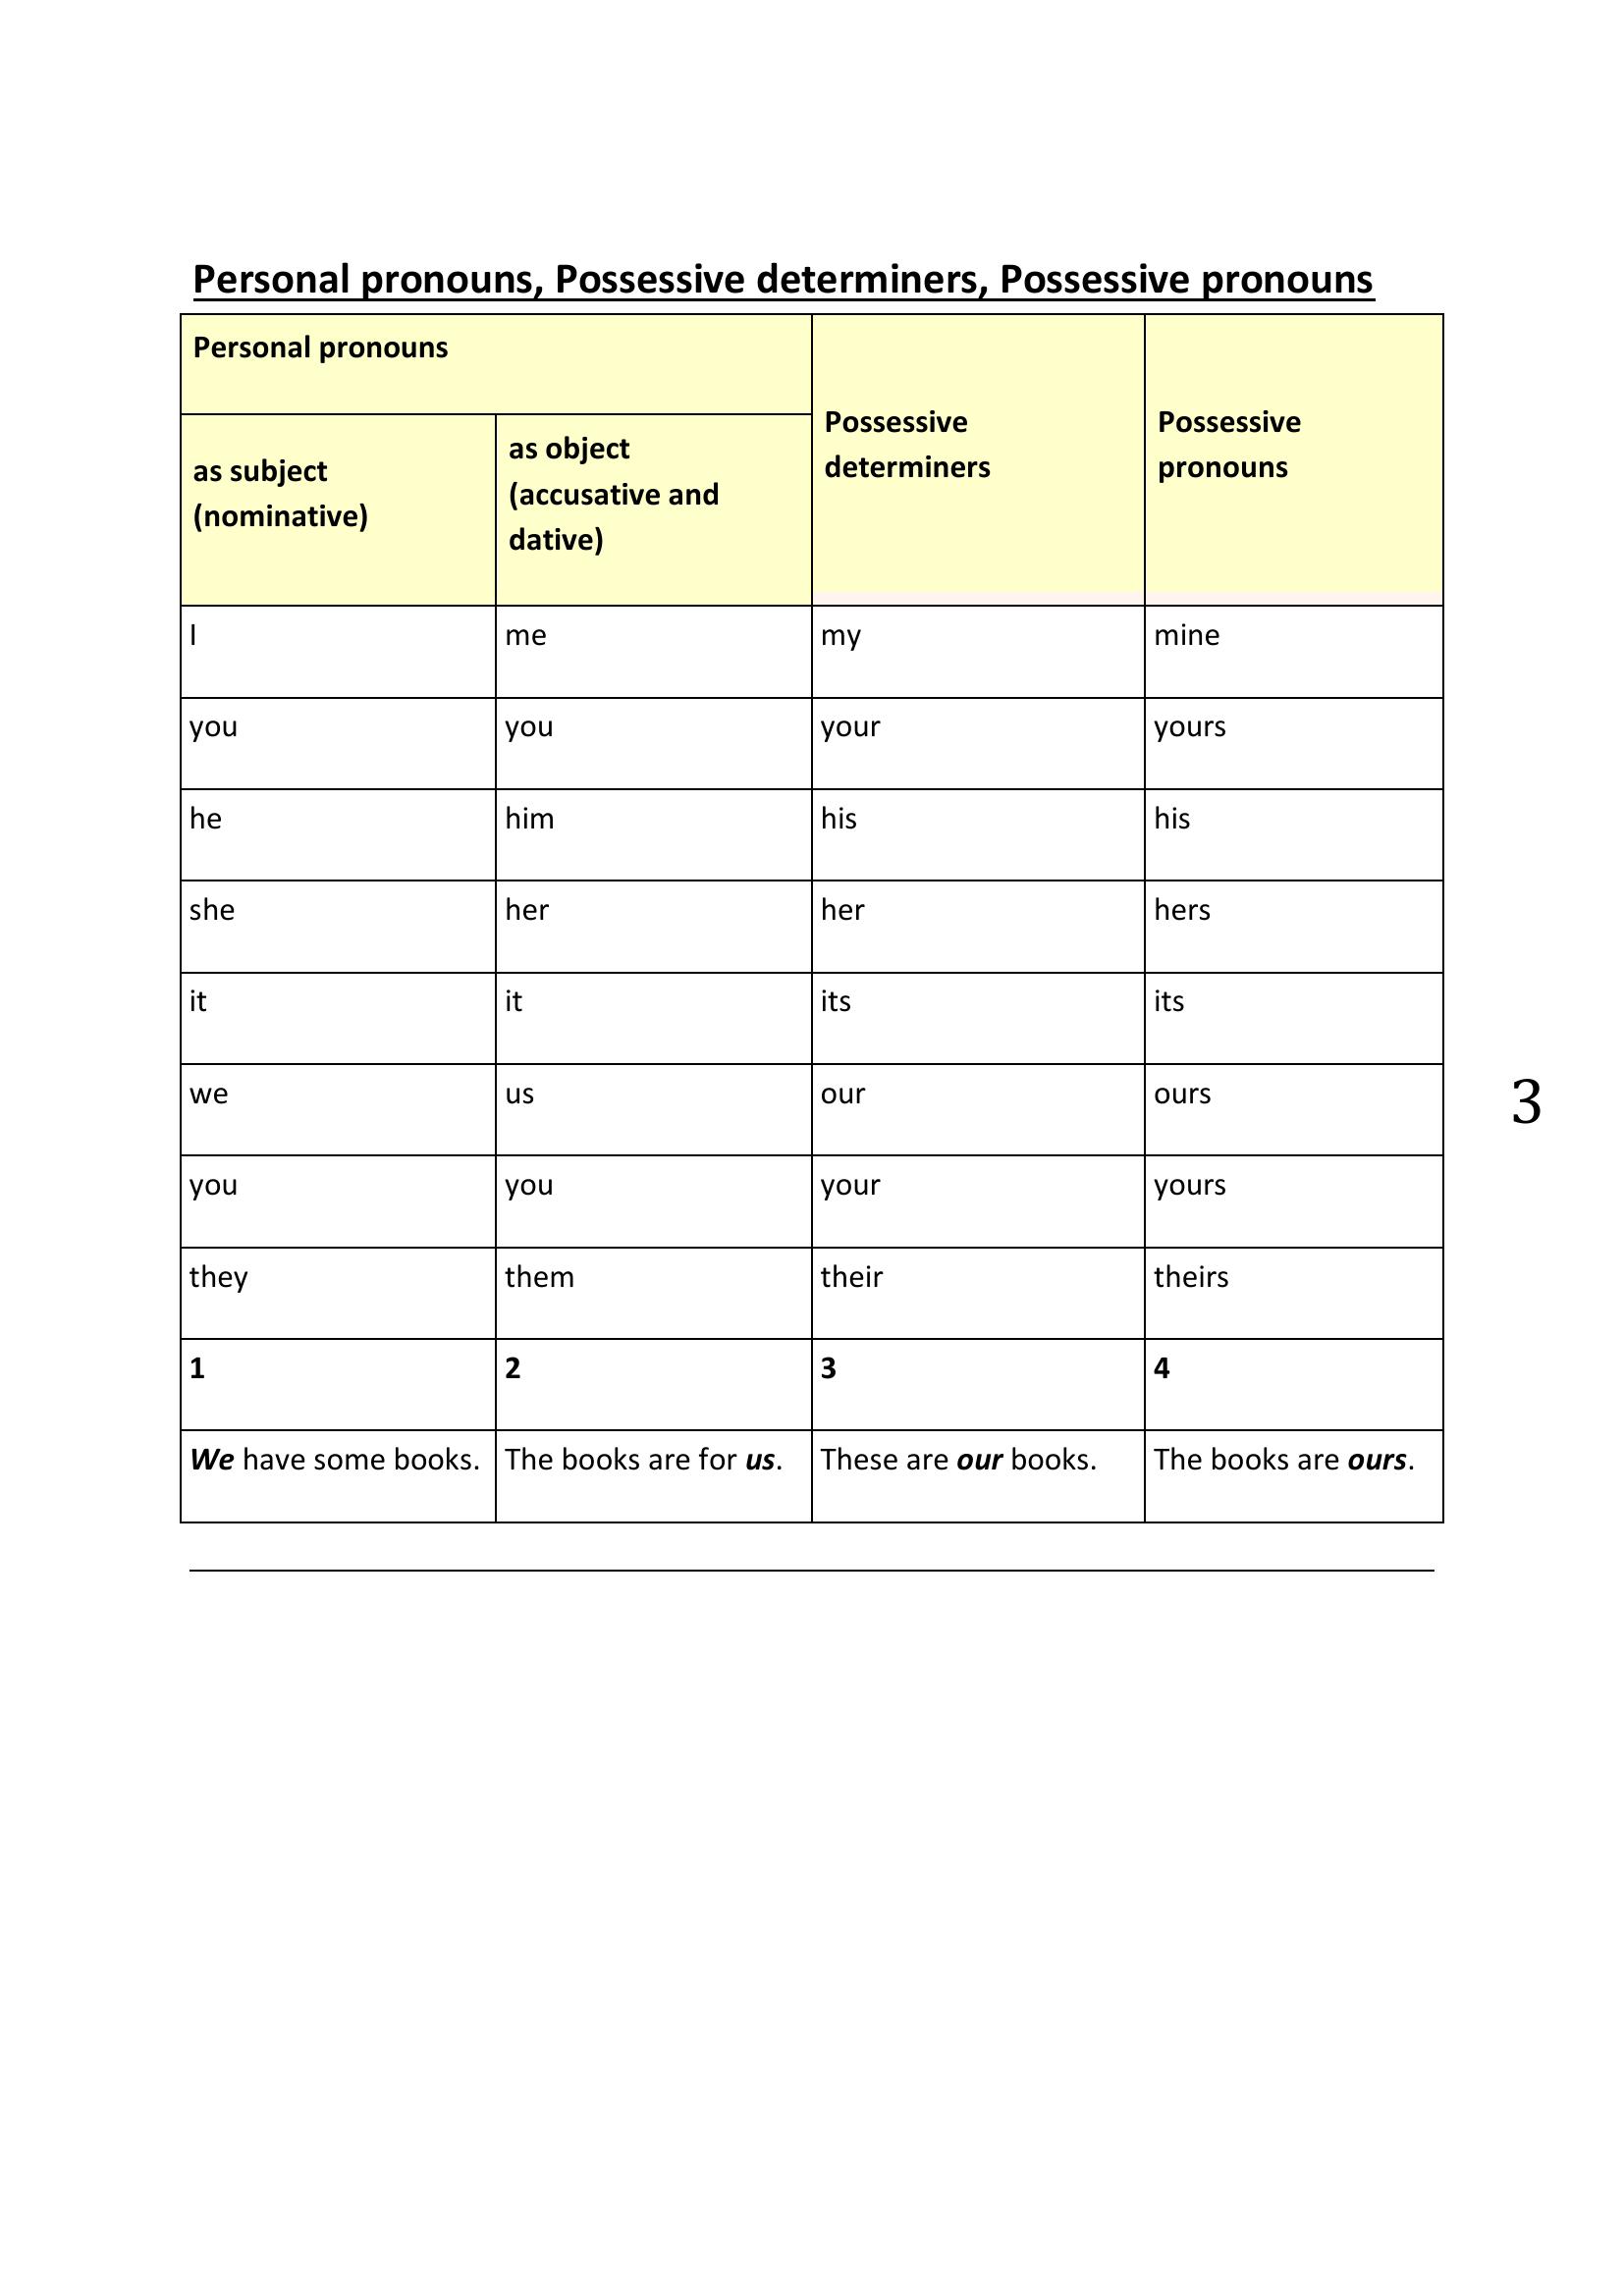 Personal pronouns, Possessive determiners, Possessive pronouns
Personal pronouns
as subject
(nominative)
as object
(accusative and
dative)
Possessive
determiners
Possessive
pronouns
I me my mine
you you your yours
he him his his
she her her hers
it it its its
we us our ours
3
you you your yours
they them their theirs
1 2 3 4
We have some books. The books are for us. These are our books. The books are ours.